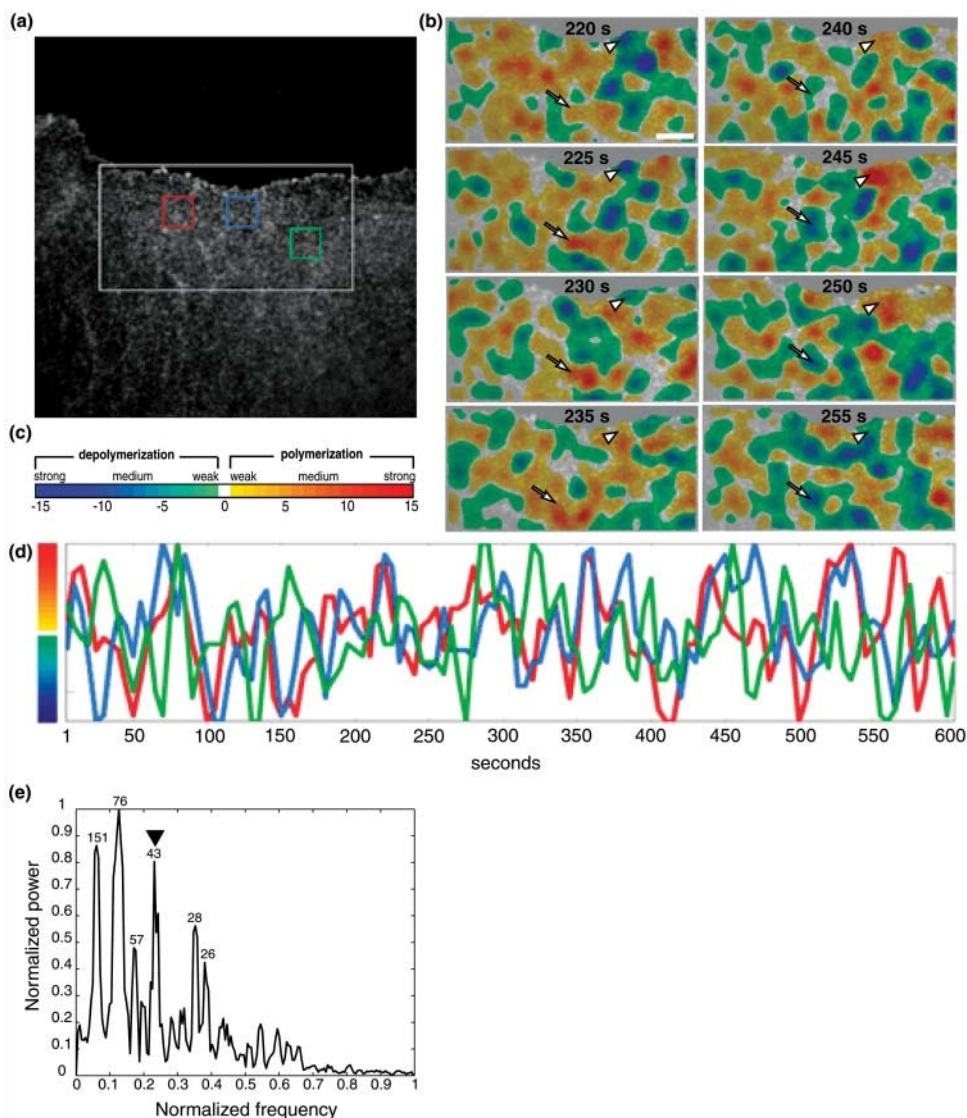 (a)
(b)
220 s
240 s
225 s
245 s
230 s
250 s
235 s
255 s
(c)
depolymerization
polymerization
strong medium weak weak medium strong
-15 -10 -5 0 5 10 15
(d)
1 50 100 150 200 250 300 350 400 450 500 550 600
seconds
(e)
Normalized power
1
0.9
0.8
0.7
0.6
0.5
0.4
0.3
0.2
0.1
0
76
151
43
57
28
26
0 0.1 0.2 0.3 0.4 0.5 0.6 0.7 0.8 0.9 1
Normalized frequency